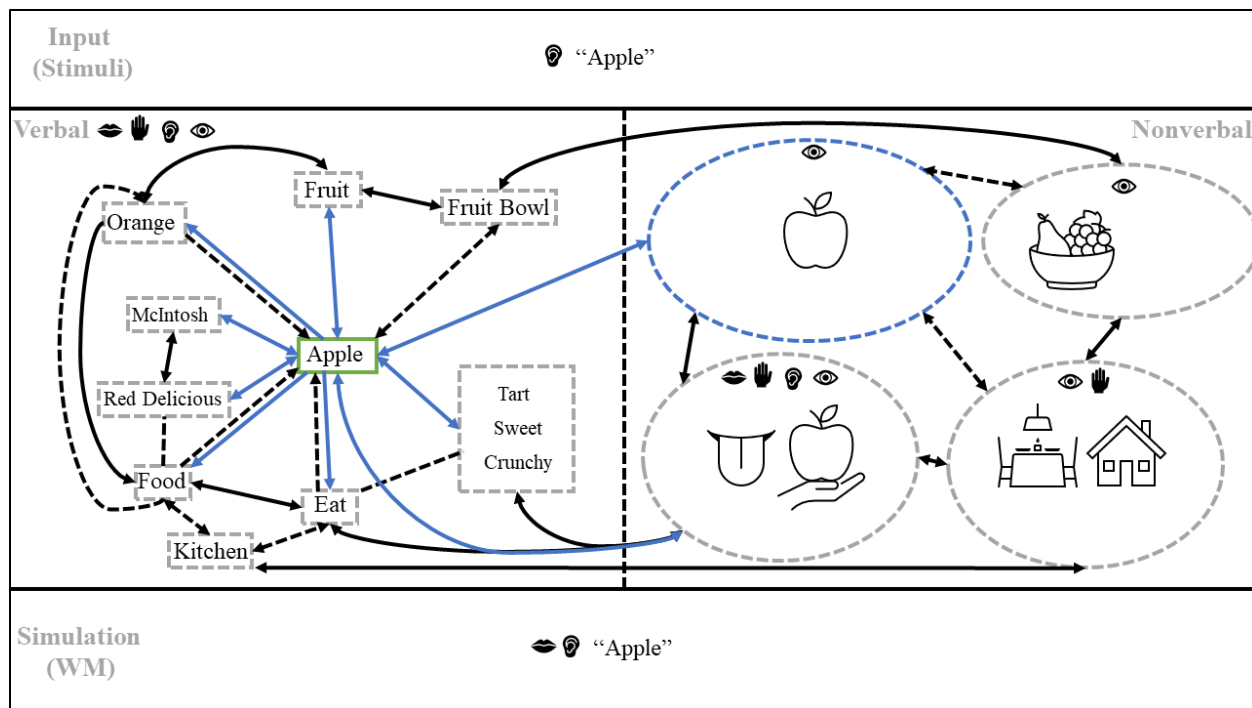 Input
(Stimuli)
“Apple”
Verbal
Nonverbal
Fruit
Fruit Bowl
Orange
McIntosh
Apple
Red Delicious
Tart
Sweet
Crunchy
Food
Eat
Kitchen
Simulation
(WM)
“Apple”